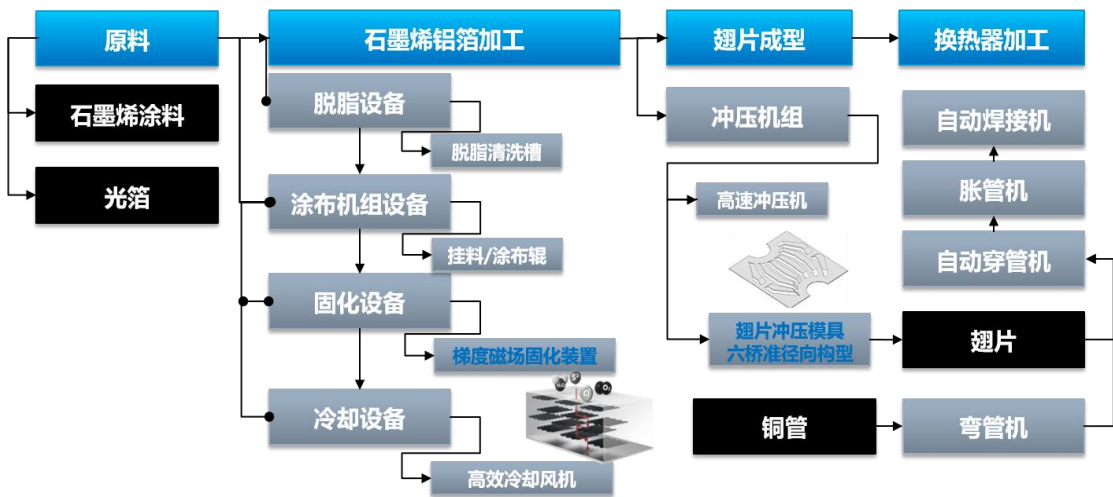 原料
石墨烯铝箔加工
翅片成型
换热器加工
石墨烯涂料
光箔
脱脂设备
脱脂清洗槽
涂布机组设备
挂料/涂布辊
固化设备
梯度磁场固化装置
冷却设备
高效冷却风机
冲压机组
高速冲压机
翅片冲压模具
六桥准径向构型
自动焊接机
胀管机
自动穿管机
翅片
铜管
弯管机